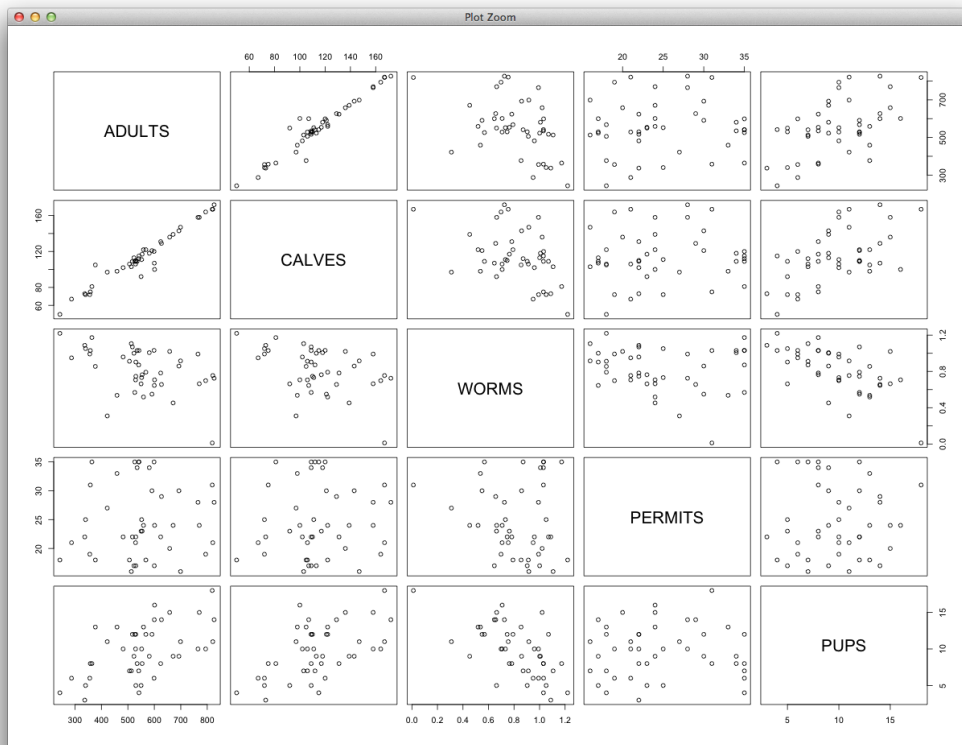 Plot Zoom
60 80 100 120 140 160
20 25 30 35
ADULTS
300 500 700
60 80 120 160
CALVES
WORMS
0.0 0.4 0.8 1.2
20 25 30 35
PERMITS
PUPS
5 10 15
300 400 500 600 700 800
0.0 0.2 0.4 0.6 0.8 1.0 1.2
5 10 15